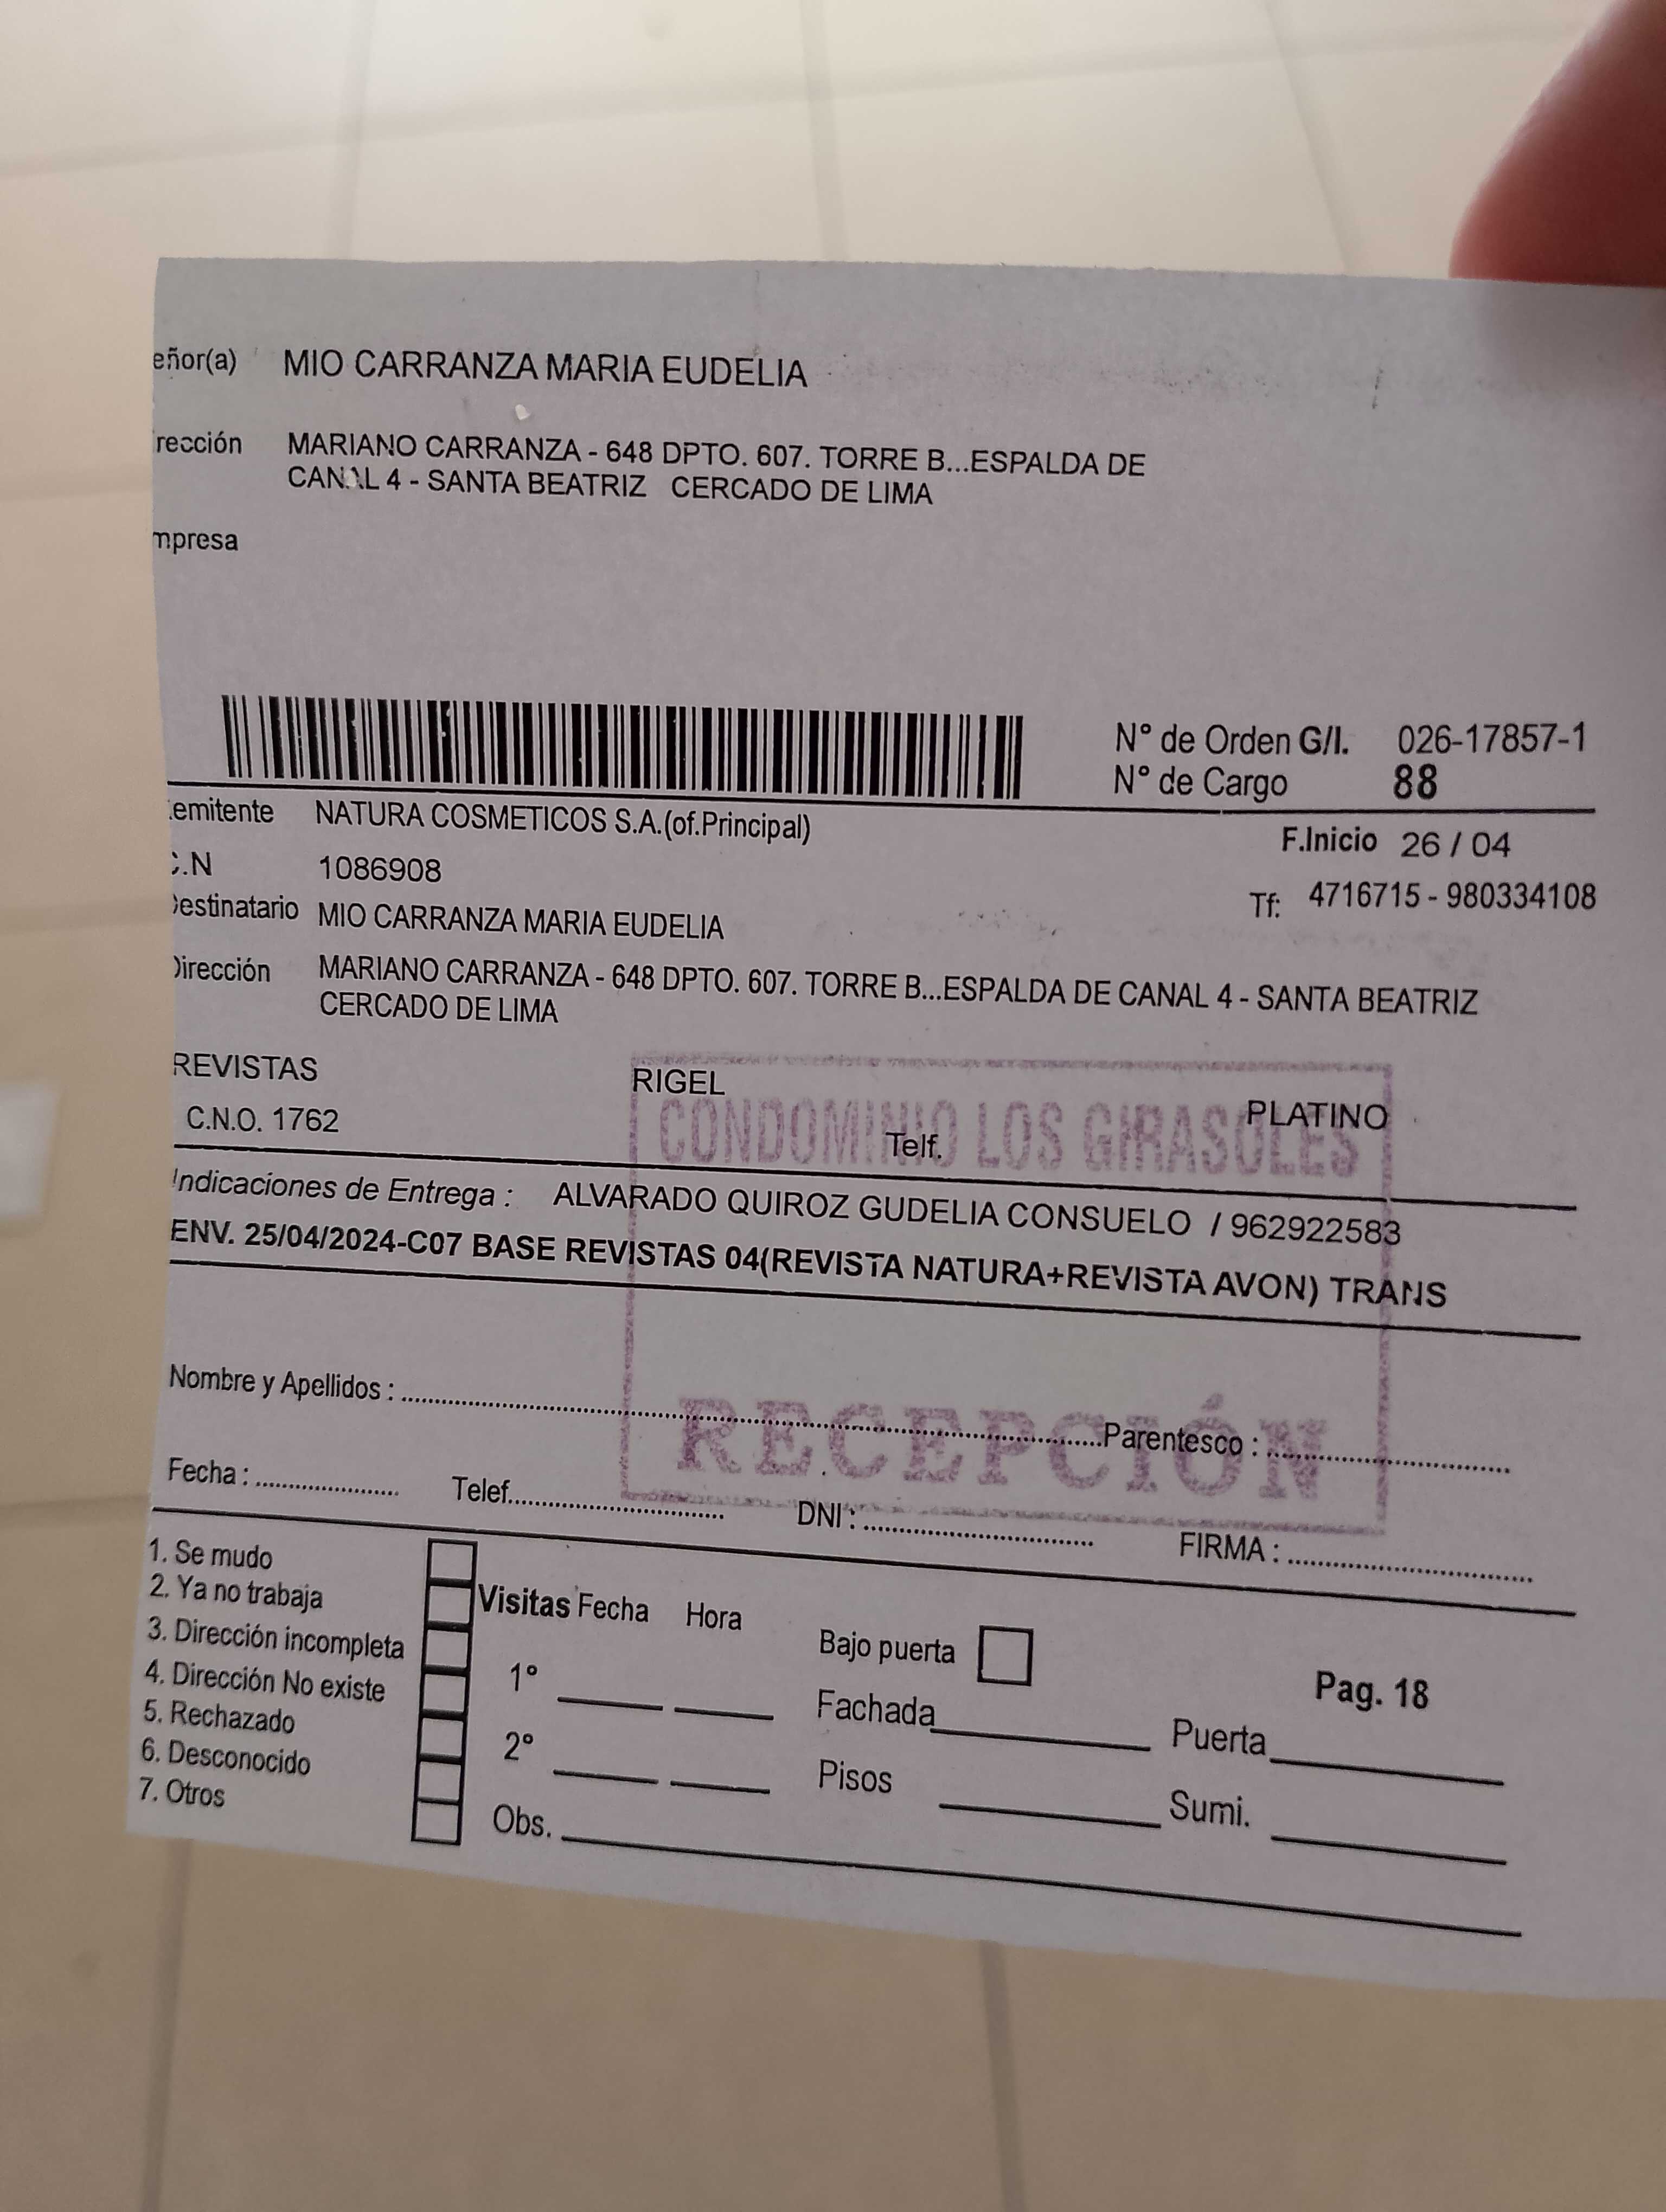 eñor(a) MIO CARRANZA MARIA EUDELIA
rección MARIANO CARRANZA - 648 DPTO. 607. TORRE B...ESPALDA DE
CANAL 4 - SANTA BEATRIZ CERCADO DE LIMA
mpresa
N° de Orden G/I. 026-17857-1
N° de Cargo 88
emitente NATURA COSMETICOS S.A.(of.Principal)
F.Inicio 26 / 04
C.N 1086908
Tf: 4716715 - 980334108
Destinatario MIO CARRANZA MARIA EUDELIA
Dirección MARIANO CARRANZA - 648 DPTO. 607. TORRE B...ESPALDA DE CANAL 4 - SANTA BEATRIZ
CERCADO DE LIMA
REVISTAS RIGEL PLATINO
CONDOMINIO LOS GIRASOLES
C.N.O. 1762 Telf.
Indicaciones de Entrega : ALVARADO QUIROZ GUDELIA CONSUELO / 962922583
ENV. 25/04/2024-C07 BASE REVISTAS 04(REVISTA NATURA+REVISTA AVON) TRANS
Nombre y Apellidos : Parentesco :
RECEPCIÓN
Fecha : Telef. DNI : FIRMA :
1. Se mudo
2. Ya no trabaja
3. Dirección incompleta
4. Dirección No existe
5. Rechazado
6. Desconocido
7. Otros
Visitas Fecha Hora
1°
2°
Obs.
Bajo puerta
Fachada
Pisos
Pag. 18
Puerta
Sumi.